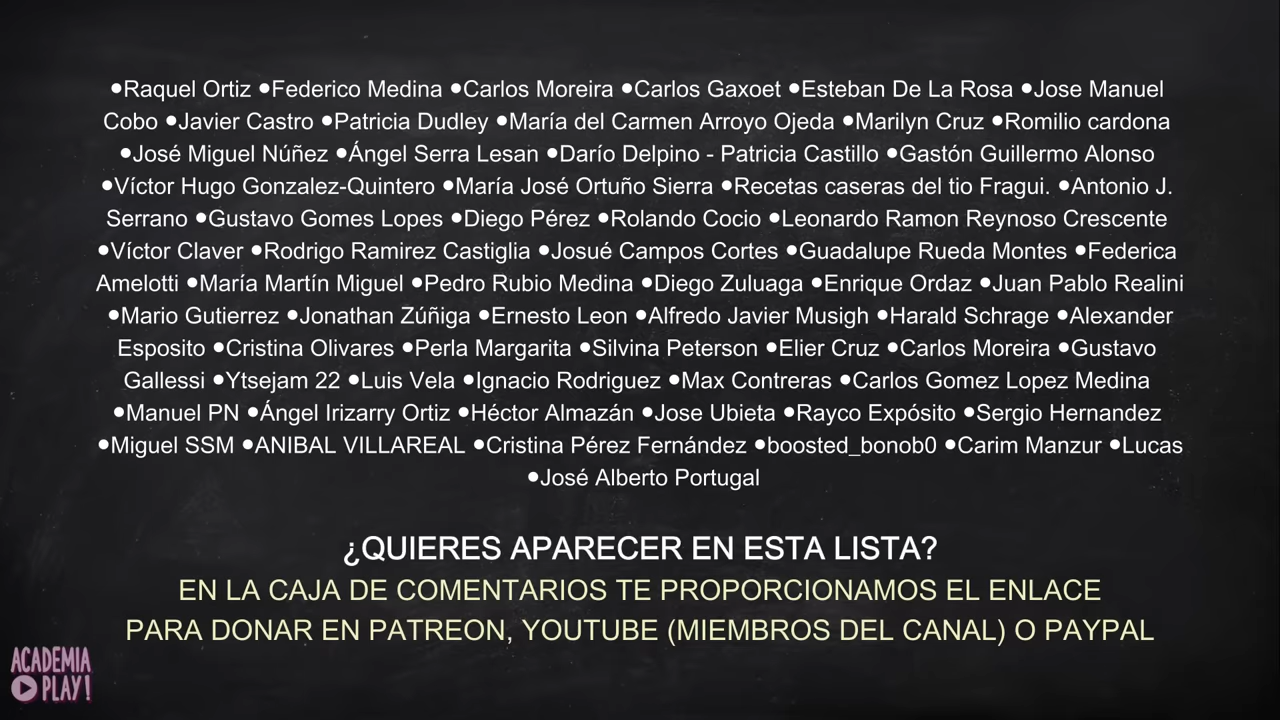 ●Raquel Ortiz ●Federico Medina ●Carlos Moreira ●Carlos Gaxoet ●Esteban De La Rosa ●Jose Manuel
Cobo ●Javier Castro ●Patricia Dudley ●María del Carmen Arroyo Ojeda ●Marilyn Cruz ●Romilio cardona
●José Miguel Núñez ●Ángel Serra Lesan ●Darío Delpino - Patricia Castillo ●Gastón Guillermo Alonso
●Víctor Hugo Gonzalez-Quintero ●María José Ortuño Sierra ●Recetas caseras del tio Fragui. ●Antonio J.
Serrano ●Gustavo Gomes Lopes ●Diego Pérez ●Rolando Cocio ●Leonardo Ramon Reynoso Crescente
●Víctor Claver ●Rodrigo Ramirez Castiglia ●Josué Campos Cortes ●Guadalupe Rueda Montes ●Federica
Amelotti ●María Martín Miguel ●Pedro Rubio Medina ●Diego Zuluaga ●Enrique Ordaz ●Juan Pablo Realini
●Mario Gutierrez ●Jonathan Zúñiga ●Ernesto Leon ●Alfredo Javier Musigh ●Harald Schrage ●Alexander
Esposito ●Cristina Olivares ●Perla Margarita ●Silvina Peterson ●Elier Cruz ●Carlos Moreira ●Gustavo
Gallessi ●Ytsejam 22 ●Luis Vela ●Ignacio Rodriguez ●Max Contreras ●Carlos Gomez Lopez Medina
●Manuel PN ●Ángel Irizarry Ortiz ●Héctor Almazán ●Jose Ubieta ●Rayco Expósito ●Sergio Hernandez
●Miguel SSM ●ANIBAL VILLAREAL ●Cristina Pérez Fernández ●boosted_bonob0 ●Carim Manzur ●Lucas
●José Alberto Portugal
¿QUIERES APARECER EN ESTA LISTA?
EN LA CAJA DE COMENTARIOS TE PROPORCIONAMOS EL ENLACE
PARA DONAR EN PATREON, YOUTUBE (MIEMBROS DEL CANAL) O PAYPAL
ACADEMIA
PLAY!